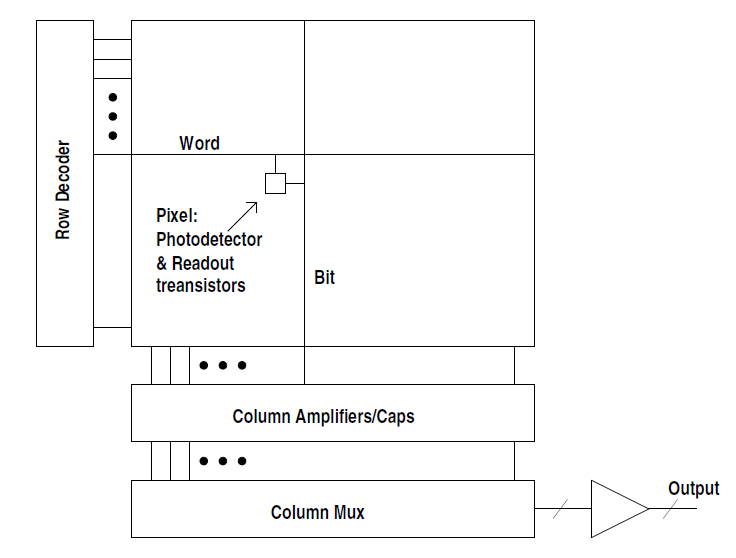 Row Decoder
Word
Pixel:
Photodetector
& Readout
treansistors
Bit
Column Amplifiers/Caps
Column Mux
Output